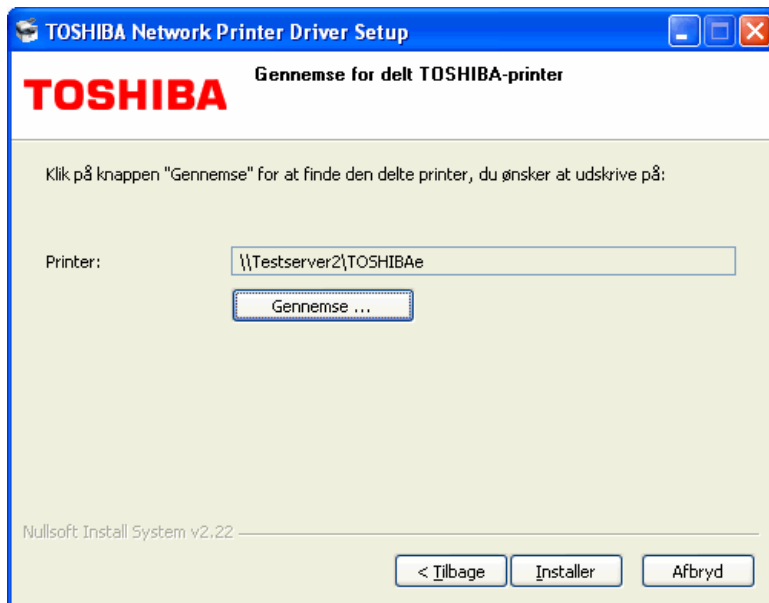 TOSHIBA Network Printer Driver Setup
TOSHIBA
Gennemse for delt TOSHIBA-printer
Klik på knappen "Gennemse" for at finde den delte printer, du ønsker at udskrive på:
Printer:
\\Testserver2\TOSHIBAe
Gennemse ...
Nullsoft Install System v2.22
< Tilbage
Installer
Afbryd